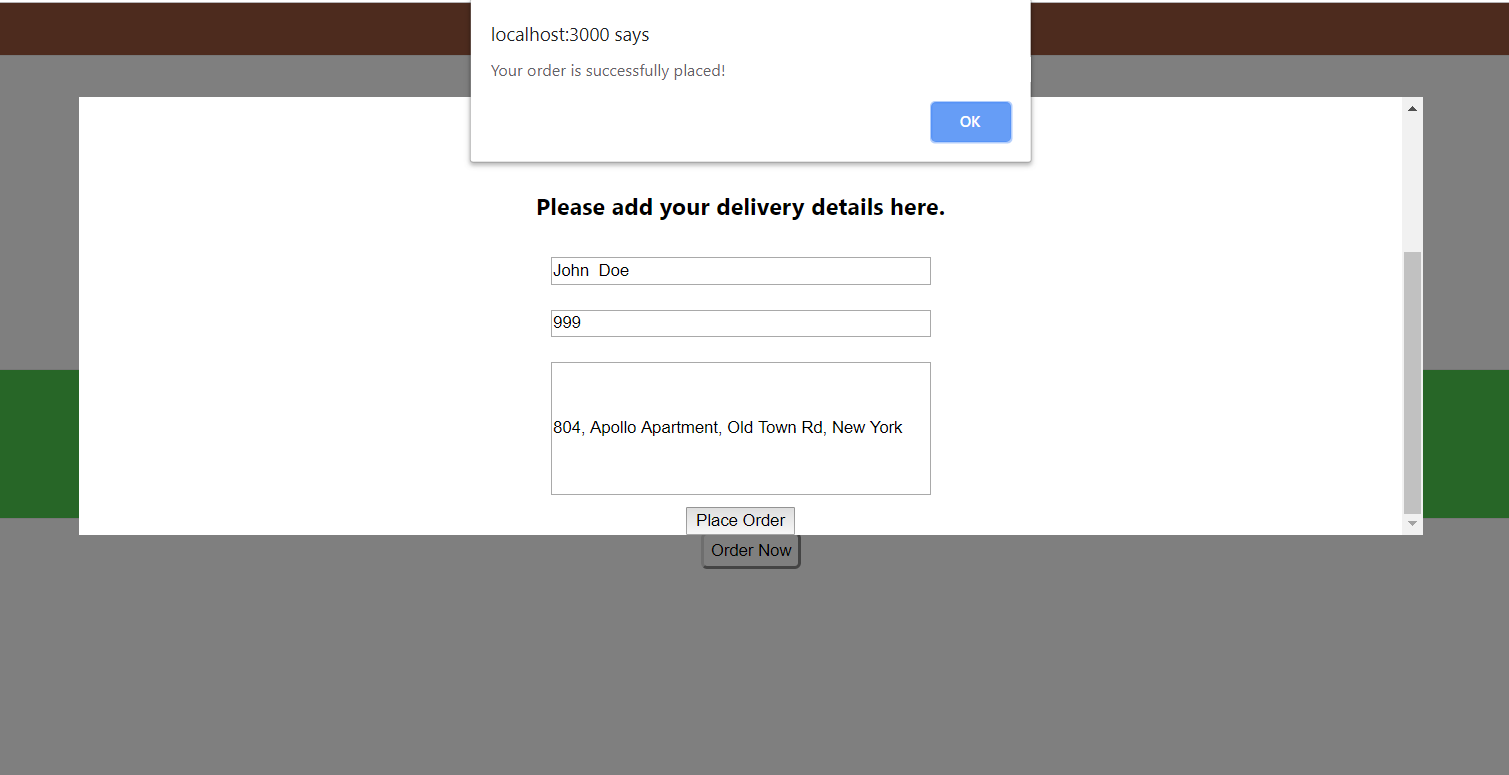 localhost:3000 says
Your order is successfully placed!
OK
Please add your delivery details here.
John  Doe
999
804, Apollo Apartment, Old Town Rd, New York
Place Order
Order Now